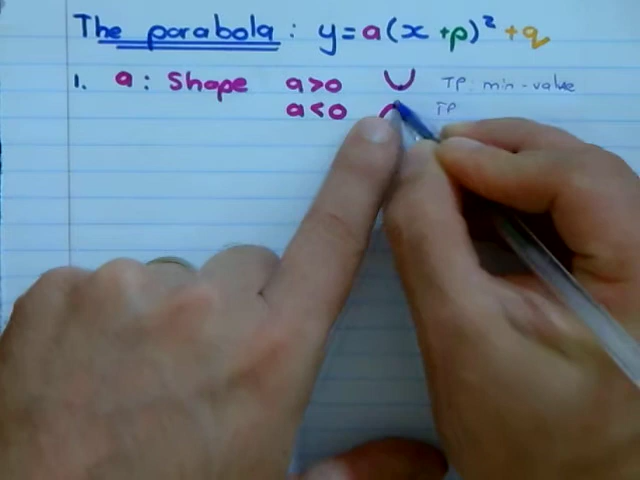 The parabola : y=a(x+p)²+q
1. a : Shape a>0 TP: min-value
a<0 TP